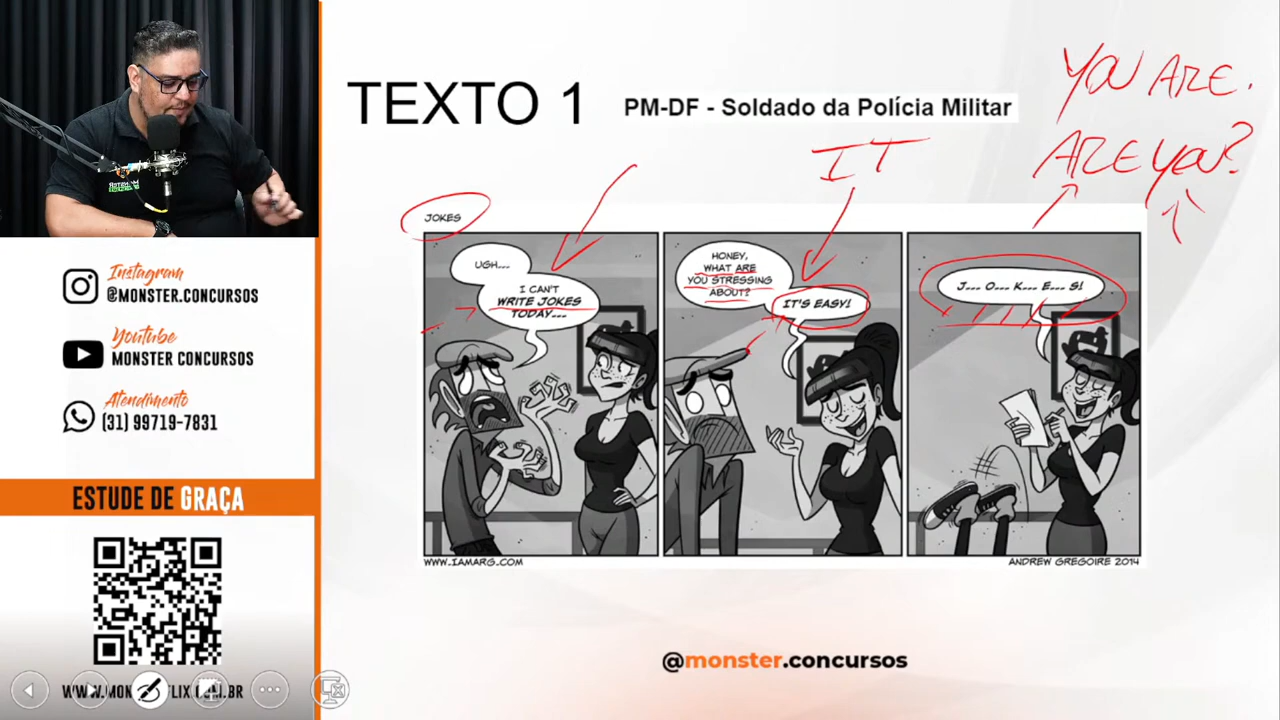 Instagram
@MONSTER.CONCURSOS
Youtube
MONSTER CONCURSOS
Atendimento
(31) 99719-7831
ESTUDE DE GRAÇA
TEXTO 1
PM-DF - Soldado da Polícia Militar
YOU ARE.
ARE YOU?
IT
JOKES
UGH...
I CAN'T
WRITE JOKES
TODAY...
HONEY,
WHAT ARE
YOU STRESSING
ABOUT?
IT'S EASY!
J... O... K... E... S!
WWW.IAMARG.COM
ANDREW GREGOIRE 2014
@monster.concursos